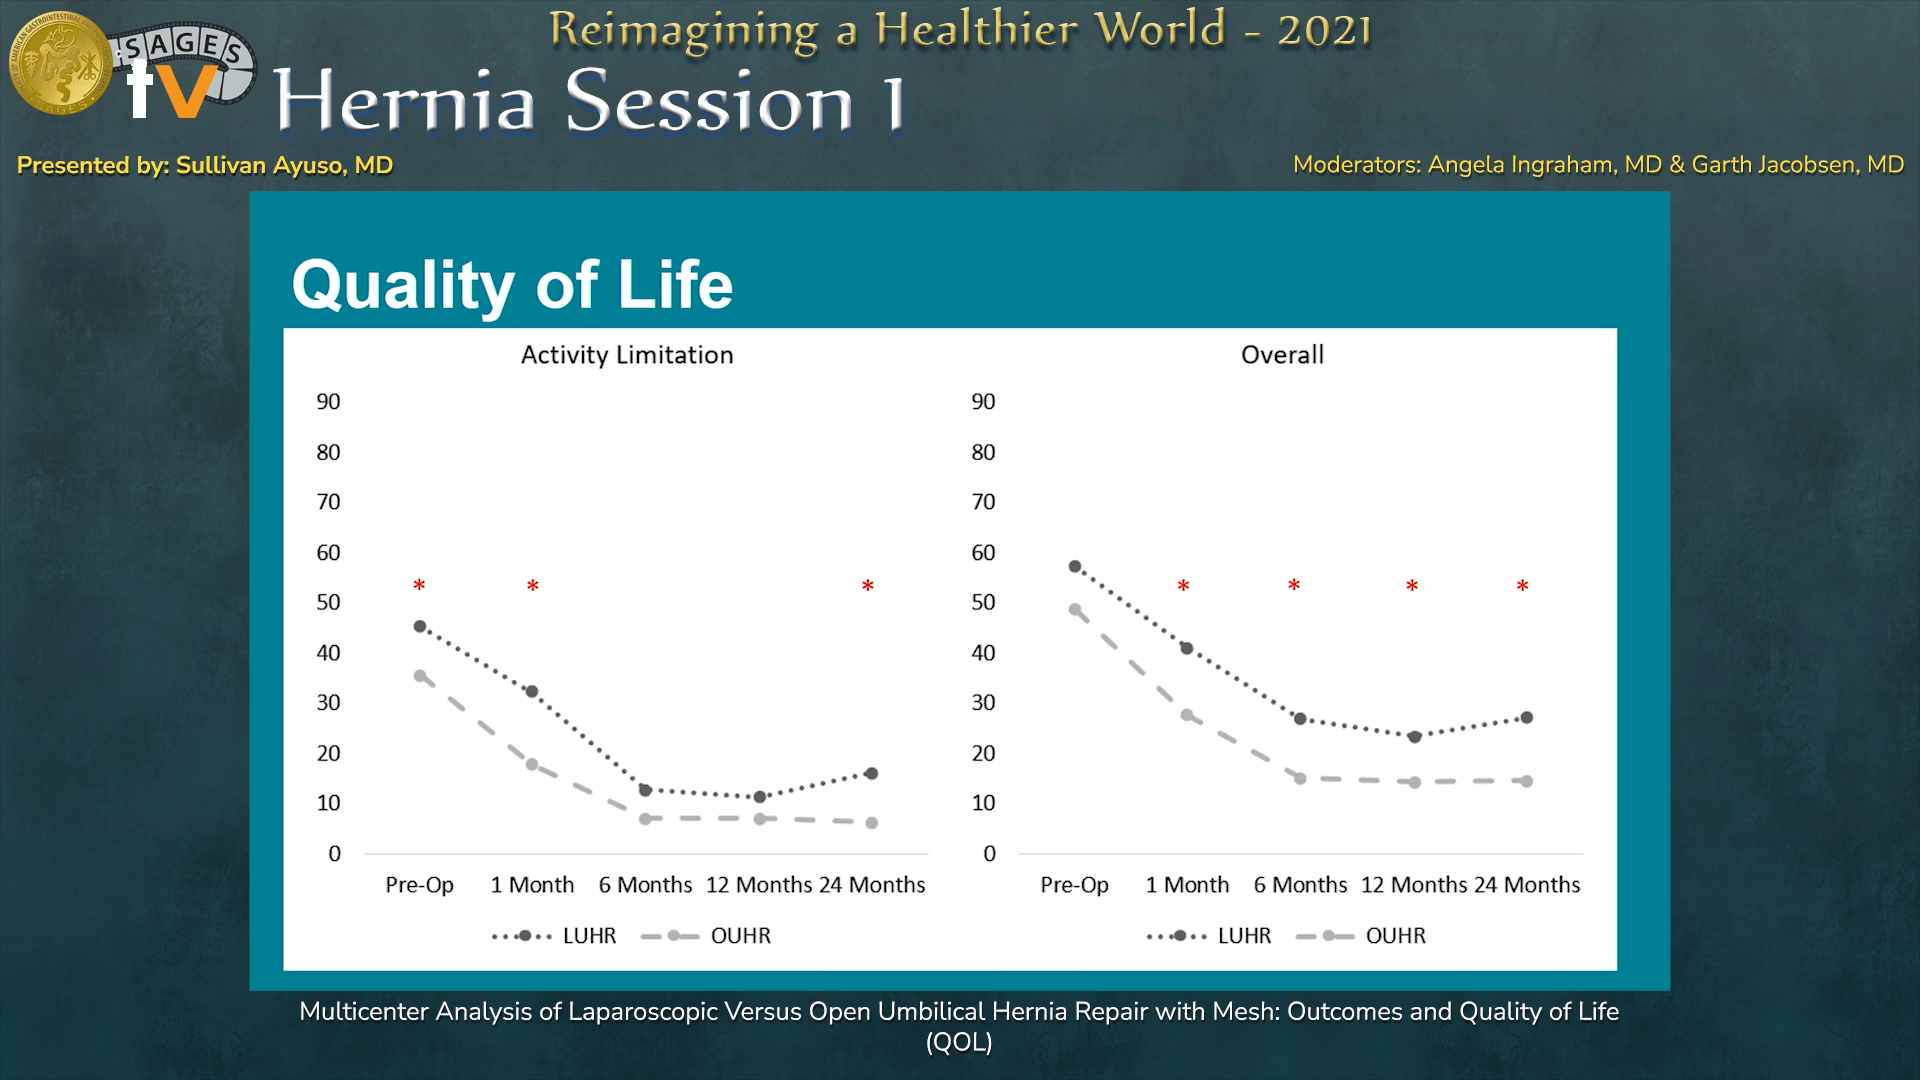 Reimagining a Healthier World - 2021
SAGES
tv
SAGES
Hernia Session 1
Presented by: Sullivan Ayuso, MD
Moderators: Angela Ingraham, MD & Garth Jacobsen, MD
Quality of Life
Activity Limitation
90
80
70
60
* * *
50
40
30
20
10
0
Pre-Op 1 Month 6 Months 12 Months 24 Months
LUHR OUHR
Overall
90
80
70
60
* * * *
50
40
30
20
10
0
Pre-Op 1 Month 6 Months 12 Months 24 Months
LUHR OUHR
Multicenter Analysis of Laparoscopic Versus Open Umbilical Hernia Repair with Mesh: Outcomes and Quality of Life
(QOL)